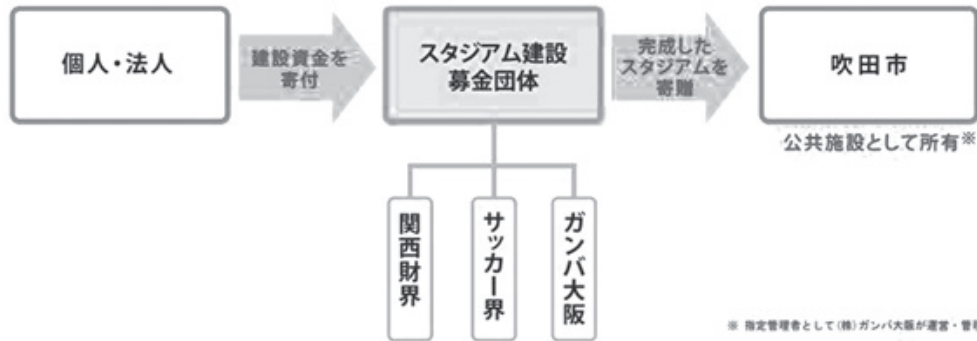 個人・法人
建設資金を
寄付
スタジアム建設
募金団体
完成した
スタジアムを
寄贈
吹田市
公共施設として所有※
関西財界
サッカー界
ガンバ大阪
※ 指定管理者として(株)ガンバ大阪が運営・管理